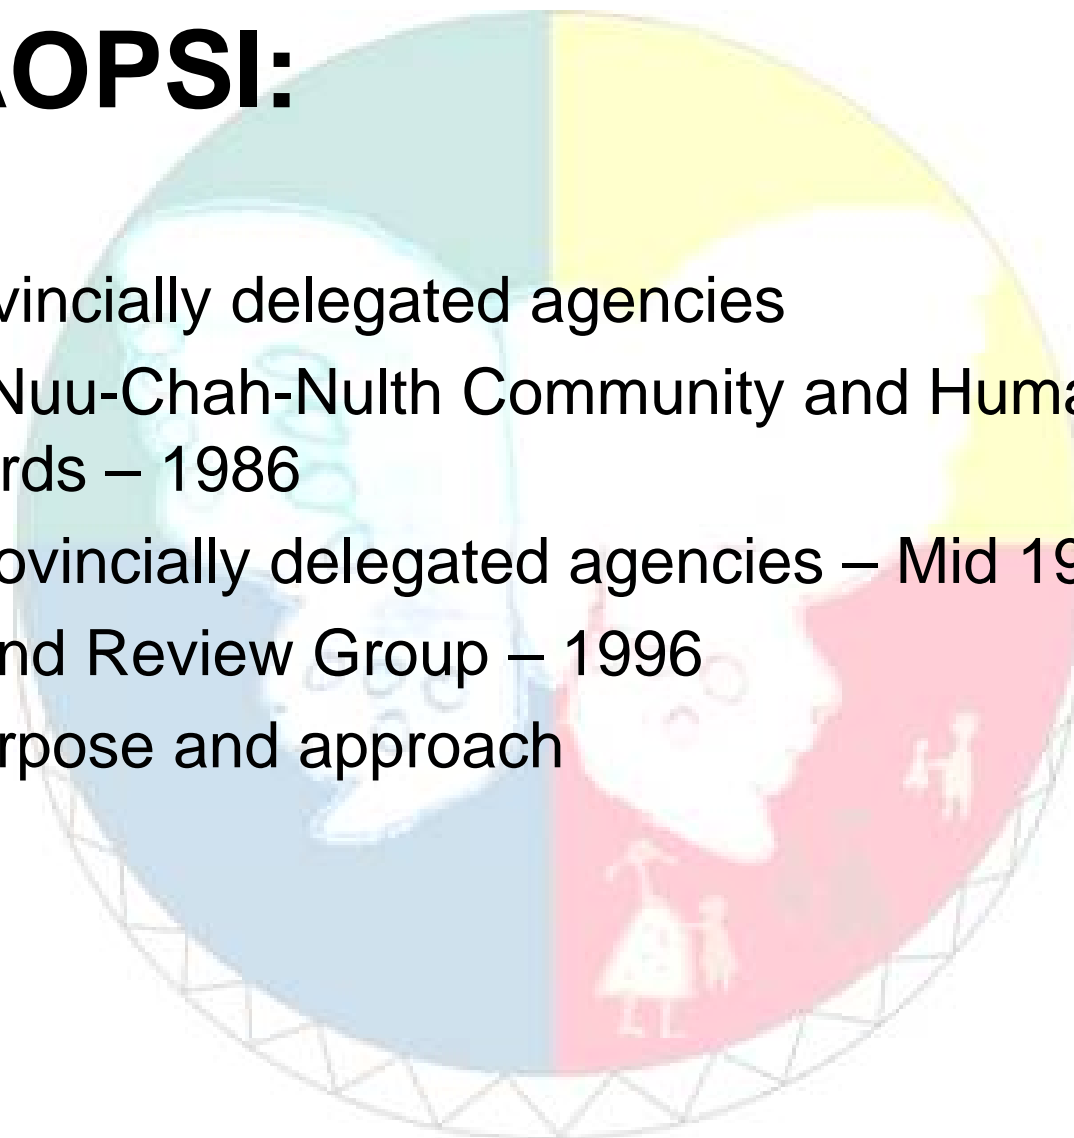 AOPSI:
vincially delegated agencies
Nuu-Chah-Nulth Community and Huma
rds – 1986
ovincially delegated agencies – Mid 19
nd Review Group – 1996
rpose and approach